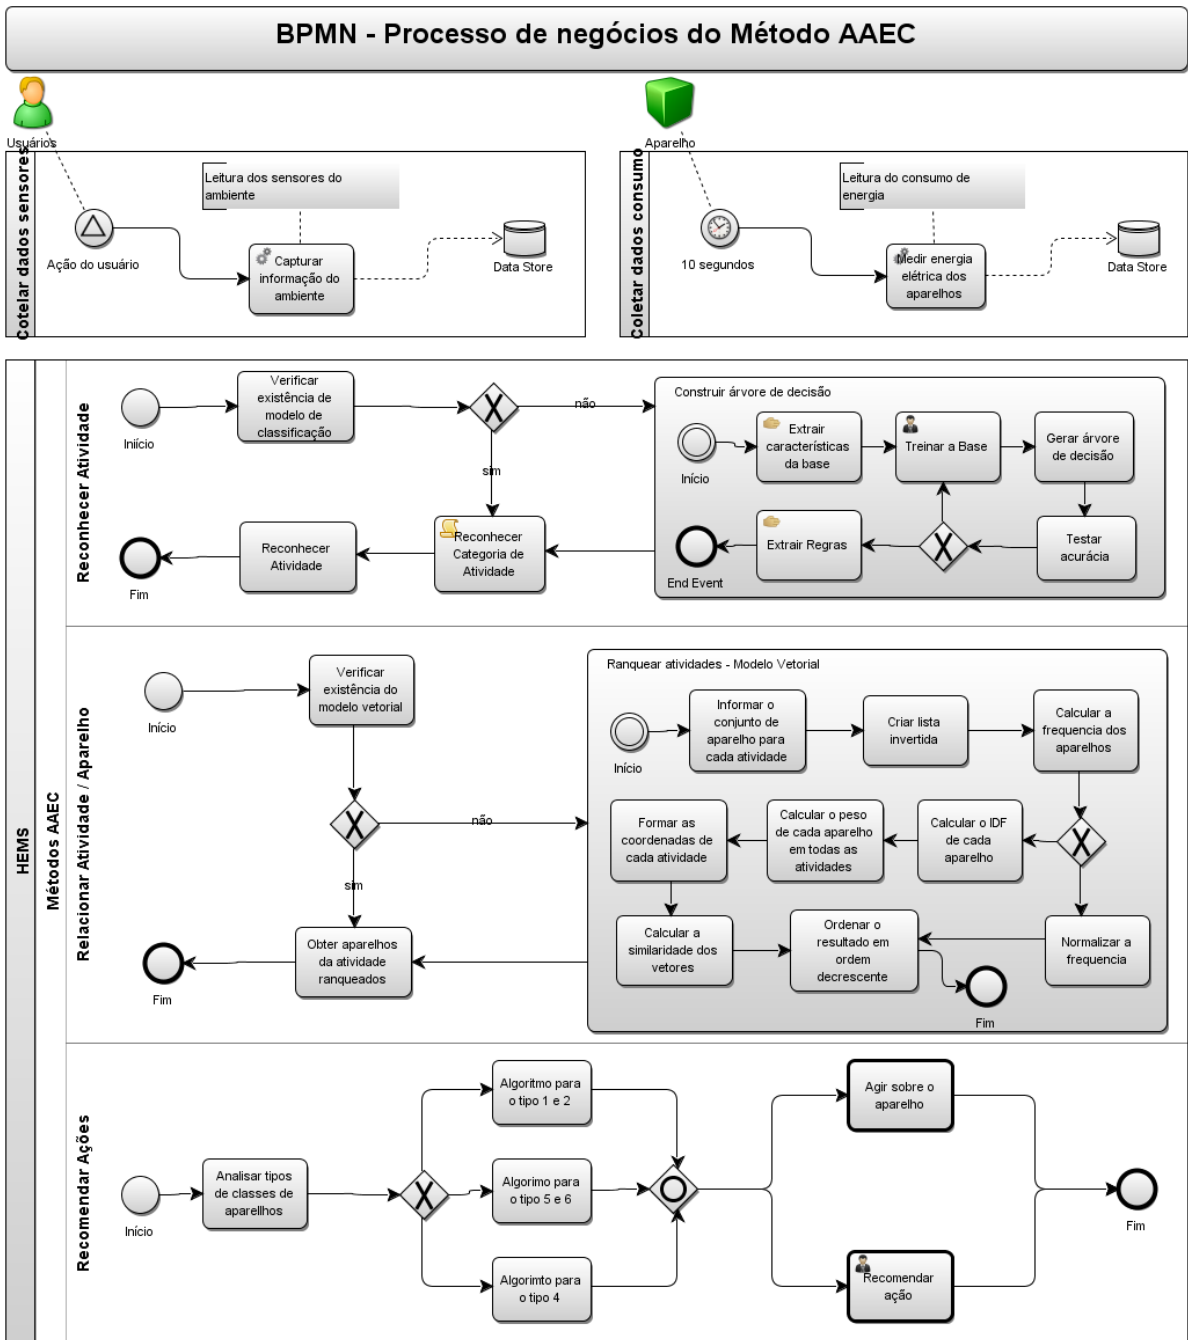 BPMN - Processo de negócios do Método AAEC
Usuários
Aparelho
Cotelar dados sensores
Leitura dos sensores do
ambiente
Ação do usuário
Capturar
informação do
ambiente
Data Store
Coletar dados consumo
Leitura do consumo de
energia
10 segundos
Medir energia
elétrica dos
aparelhos
Data Store
HEMS
Métodos AAEC
Reconhecer Atividade
Iniício
Verificar
existência de
modelo de
classificação
não
sim
Construir árvore de decisão
Início
Extrair
características
da base
Treinar a Base
Gerar árvore
de decisão
Testar
acurácia
Extrair Regras
End Event
Reconhecer
Categoria de
Atividade
Reconhecer
Atividade
Fim
Relacionar Atividade / Aparelho
Início
Verificar
existência do
modelo vetorial
não
sim
Obter aparelhos
da atividade
ranqueados
Fim
Ranquear atividades - Modelo Vetorial
Início
Informar o
conjunto de
aparelho para
cada atividade
Criar lista
invertida
Calcular a
frequencia dos
aparelhos
Formar as
coordenadas de
cada atividade
Calcular o peso
de cada aparelho
em todas as
atividades
Calcular o IDF
de cada
aparelho
Calcular a
similaridade dos
vetores
Ordenar o
resultado em
ordem
decrescente
Normalizar a
frequencia
Fim
Recomendar Ações
Início
Analisar tipos
de classes de
aparellhos
Algoritmo para
o tipo 1 e 2
Algorimo para
o tipo 5 e 6
Algorimto para
o tipo 4
Agir sobre o
aparelho
Recomendar
ação
Fim